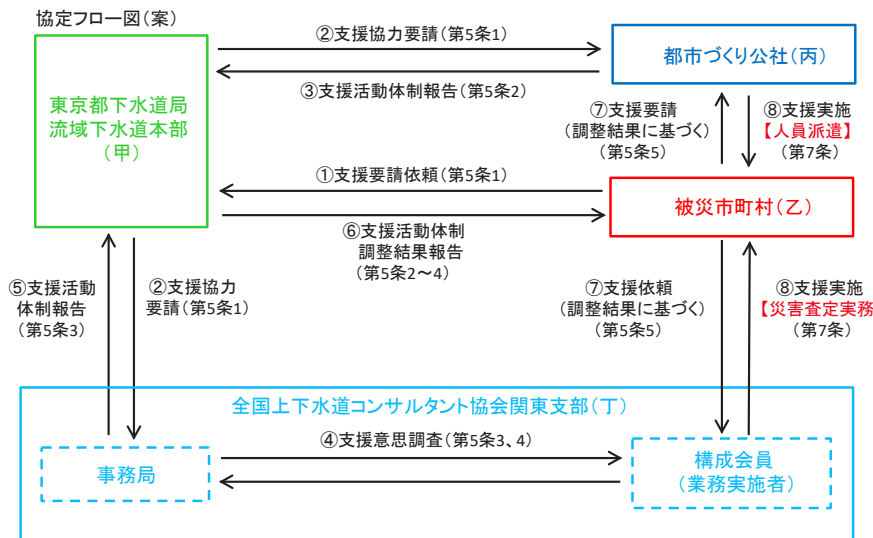 協定フロー図(案)
②支援協力要請(第5条1)
都市づくり公社(丙)
③支援活動体制報告(第5条2)
東京都下水道局
流域下水道本部
(甲)
⑦支援要請
(調整結果に基づく)
(第5条5)
⑧支援実施
【人員派遣】
(第7条)
①支援要請依頼(第5条1)
被災市町村(乙)
⑥支援活動体制
調整結果報告
(第5条2～4)
⑤支援活動
体制報告
(第5条3)
②支援協力
要請(第5条1)
⑦支援依頼
(調整結果に基づく)
(第5条5)
⑧支援実施
【災害査定実務
(第7条)
全国上下水道コンサルタント協会関東支部(丁)
④支援意思調査(第5条3、4)
事務局
構成会員
(業務実施者)